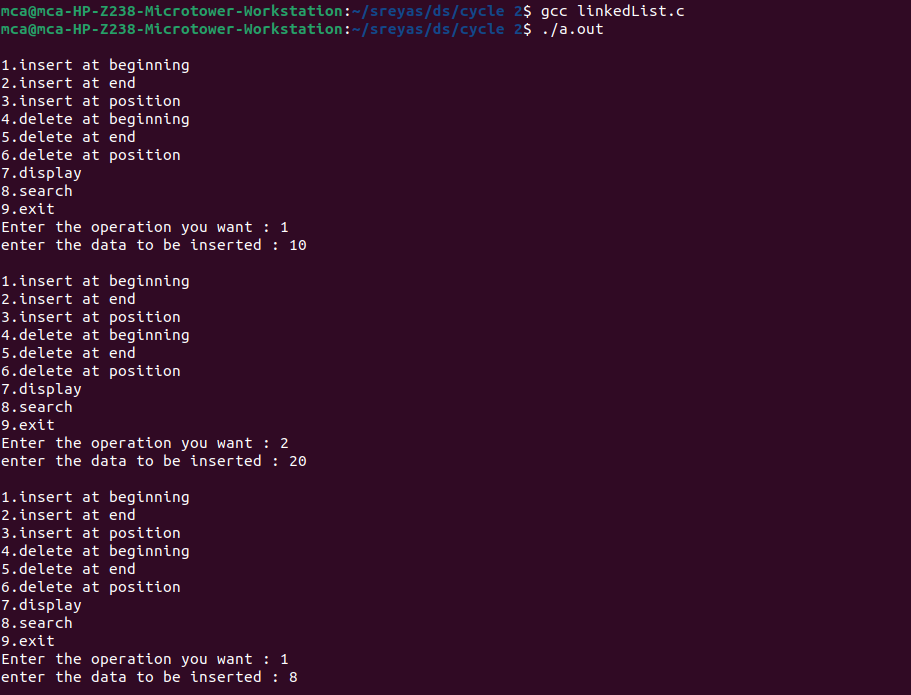 mca@mca-HP-Z238-Microtower-Workstation:~/sreyas/ds/cycle 2$ gcc linkedList.c
mca@mca-HP-Z238-Microtower-Workstation:~/sreyas/ds/cycle 2$ ./a.out

1.insert at beginning
2.insert at end
3.insert at position
4.delete at beginning
5.delete at end
6.delete at position
7.display
8.search
9.exit
Enter the operation you want : 1
enter the data to be inserted : 10

1.insert at beginning
2.insert at end
3.insert at position
4.delete at beginning
5.delete at end
6.delete at position
7.display
8.search
9.exit
Enter the operation you want : 2
enter the data to be inserted : 20

1.insert at beginning
2.insert at end
3.insert at position
4.delete at beginning
5.delete at end
6.delete at position
7.display
8.search
9.exit
Enter the operation you want : 1
enter the data to be inserted : 8